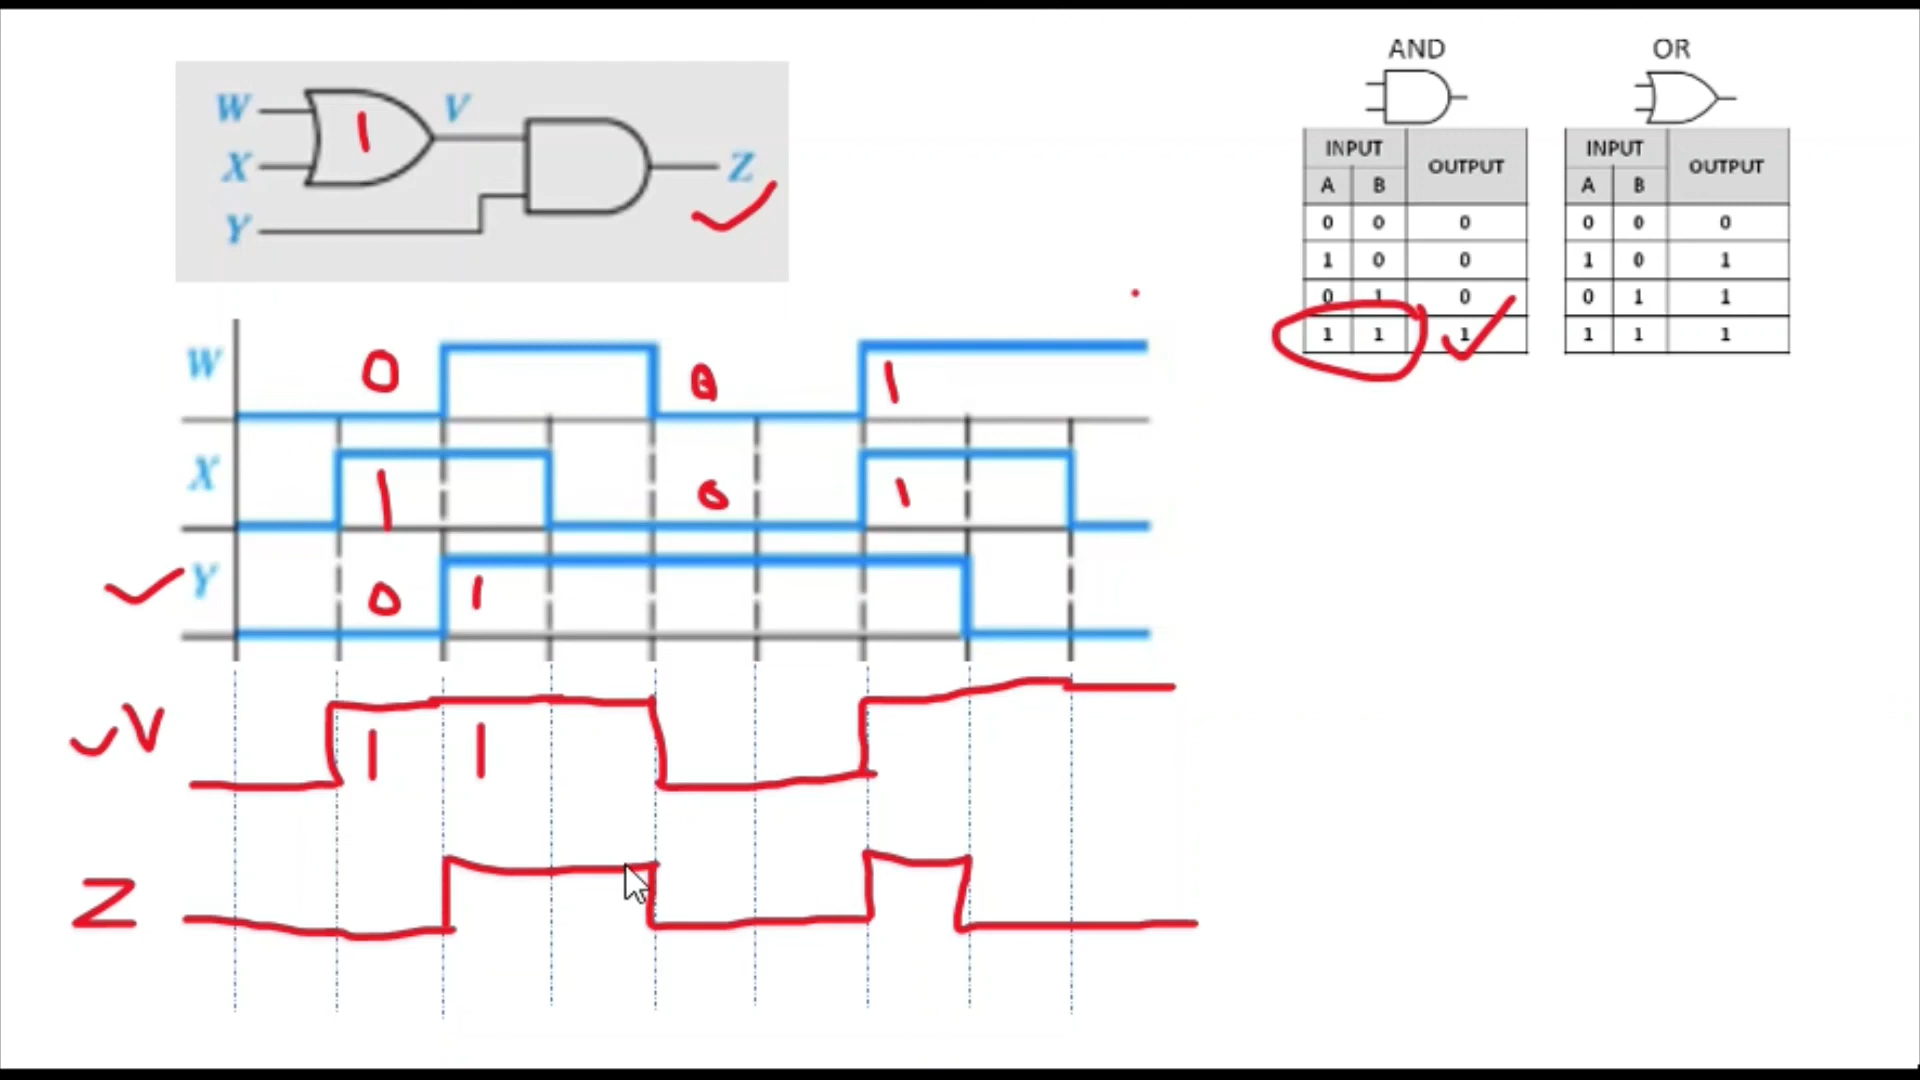 W
V
1
X
Z
Y
AND
OR
INPUT OUTPUT
A B
0 0 0
1 0 0
0 1 0
1 1 1
INPUT OUTPUT
A B
0 0 0
1 0 1
0 1 1
1 1 1
W 0 0 1
X 1 0 1
Y 0 1
V 1 1
Z